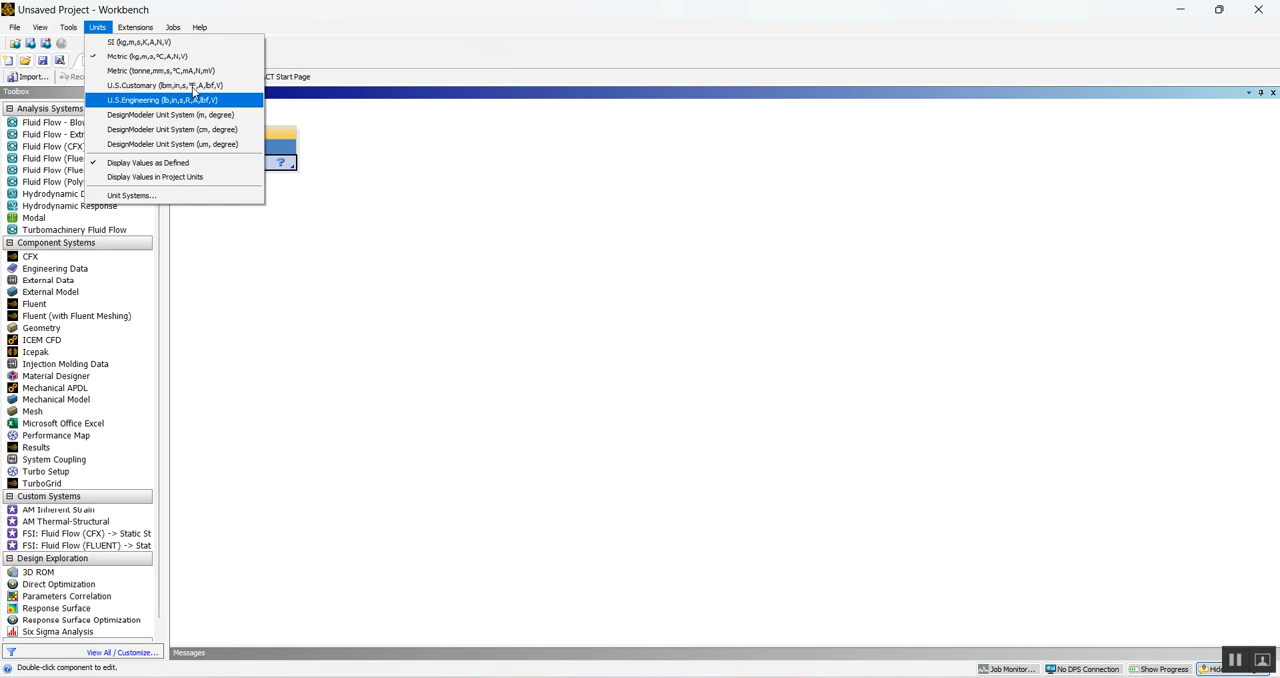 Unsaved Project - Workbench
File View Tools Units Extensions Jobs Help
SI (kg,m,s,K,A,N,V)
Metric (kg,m,s,ºC,A,N,V)
Metric (tonne,mm,s,ºC,mA,N,mV)
Import...
U.S.Customary (lbm,in,s,ºF,A,lbf,V)
CT Start Page
Toolbox
U.S.Engineering (lb,in,s,R,A,lbf,V)
Analysis Systems
DesignModeler Unit System (m, degree)
Fluid Flow - Blow
DesignModeler Unit System (cm, degree)
Fluid Flow - Extr
Fluid Flow (CFX)
DesignModeler Unit System (um, degree)
Fluid Flow (Flue
Display Values as Defined
?
Fluid Flow (Flue
Display Values in Project Units
Fluid Flow (Poly
Hydrodynamic D
Unit Systems...
Hydrodynamic Response
Modal
Turbomachinery Fluid Flow
Component Systems
CFX
Engineering Data
External Data
External Model
Fluent
Fluent (with Fluent Meshing)
Geometry
ICEM CFD
Icepak
Injection Molding Data
Material Designer
Mechanical APDL
Mechanical Model
Mesh
Microsoft Office Excel
Performance Map
Results
System Coupling
Turbo Setup
TurboGrid
Custom Systems
AM Inherent Strain
AM Thermal-Structural
FSI: Fluid Flow (CFX) -> Static St
FSI: Fluid Flow (FLUENT) -> Stat
Design Exploration
3D ROM
Direct Optimization
Parameters Correlation
Response Surface
Response Surface Optimization
Six Sigma Analysis
View All / Customize...
Messages
Double-click component to edit.
Job Monitor... No DPS Connection Show Progress Hid